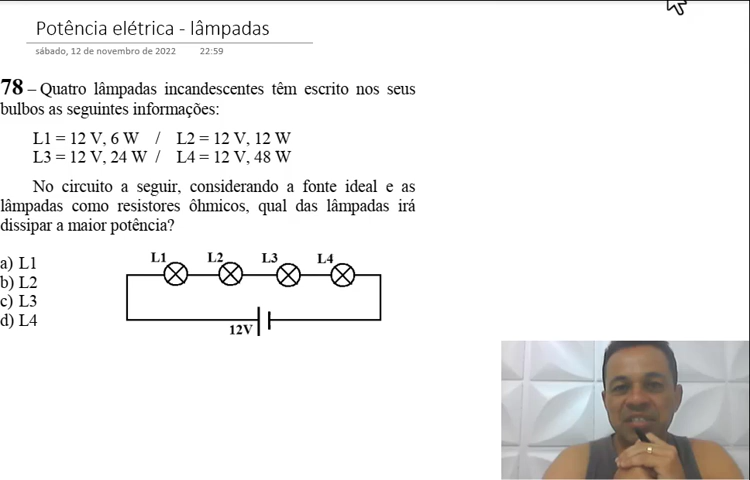 Potência elétrica - lâmpadas
sábado, 12 de novembro de 2022 22:59
78 – Quatro lâmpadas incandescentes têm escrito nos seus
bulbos as seguintes informações:
L1 = 12 V, 6 W / L2 = 12 V, 12 W
L3 = 12 V, 24 W / L4 = 12 V, 48 W
No circuito a seguir, considerando a fonte ideal e as
lâmpadas como resistores ôhmicos, qual das lâmpadas irá
dissipar a maior potência?
a) L1
b) L2
c) L3
d) L4
L1 L2 L3 L4
12V